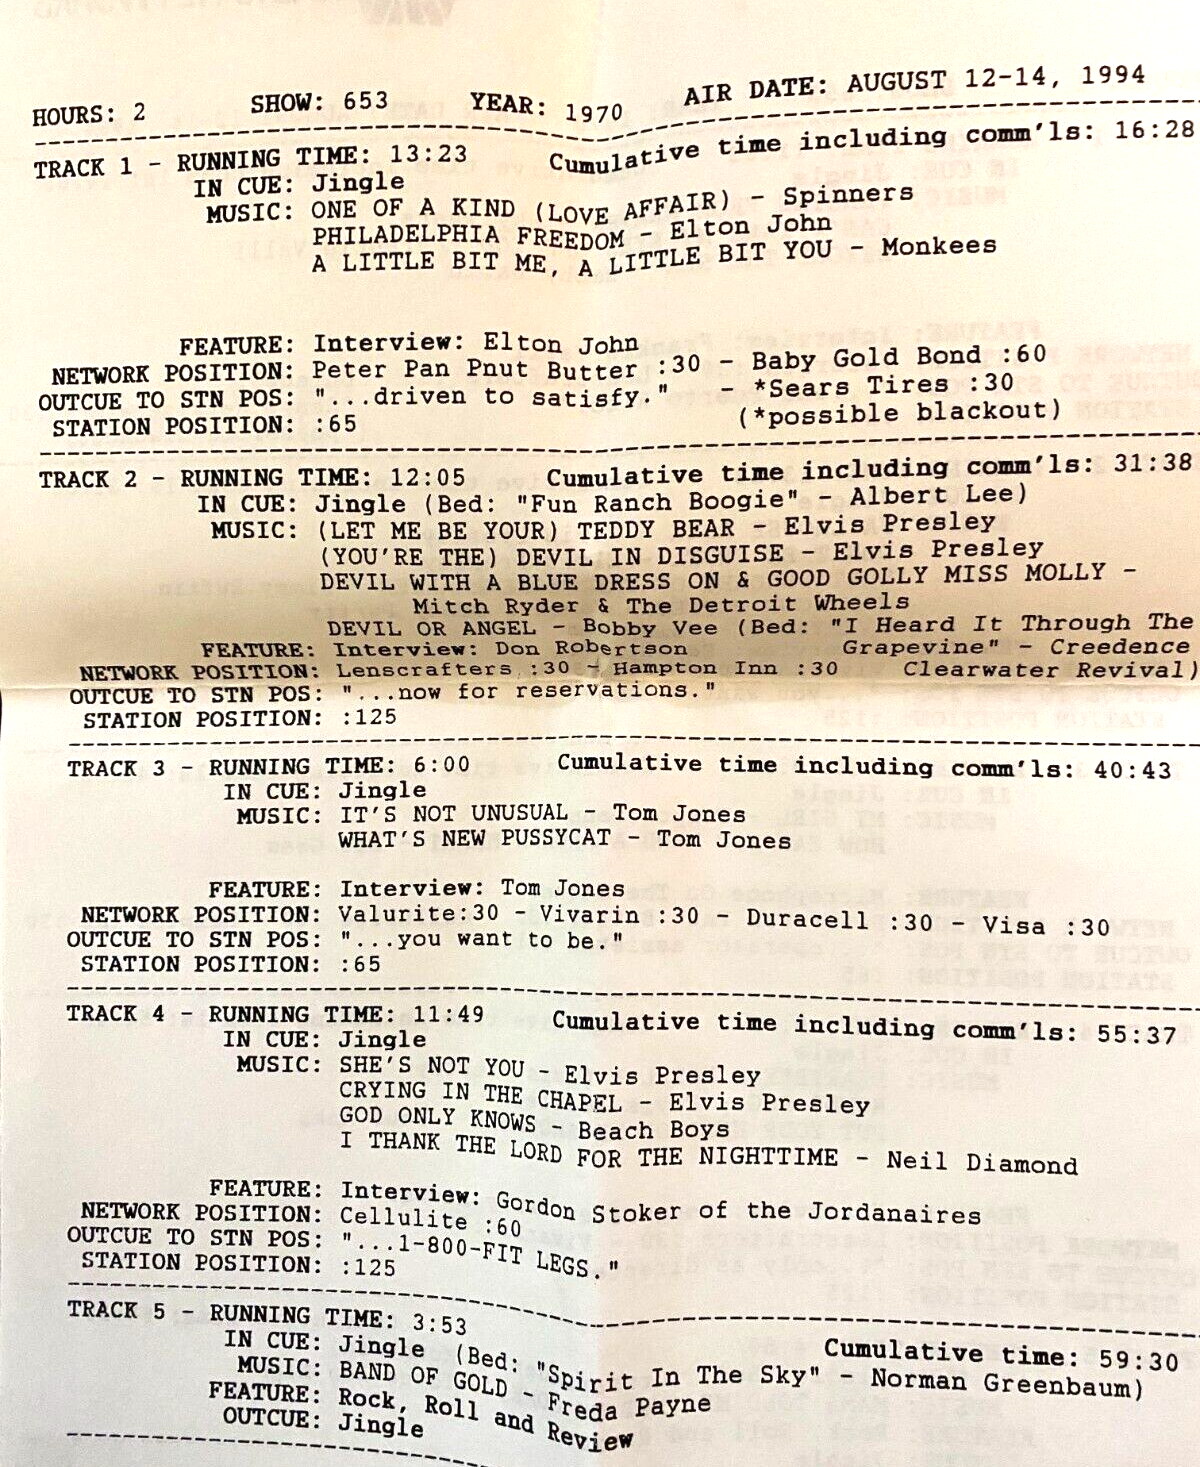 HOURS: 2 SHOW: 653 YEAR: 1970 AIR DATE: AUGUST 12-14, 1994
TRACK 1 - RUNNING TIME: 13:23 Cumulative time including comm'ls: 16:28
IN CUE: Jingle
MUSIC: ONE OF A KIND (LOVE AFFAIR) - Spinners
PHILADELPHIA FREEDOM - Elton John
A LITTLE BIT ME, A LITTLE BIT YOU - Monkees
FEATURE: Interview: Elton John
NETWORK POSITION: Peter Pan Pnut Butter :30 - Baby Gold Bond :60
OUTCUE TO STN POS: "...driven to satisfy." - *Sears Tires :30
STATION POSITION: :65 (*possible blackout)
TRACK 2 - RUNNING TIME: 12:05 Cumulative time including comm'ls: 31:38
IN CUE: Jingle (Bed: "Fun Ranch Boogie" - Albert Lee)
MUSIC: (LET ME BE YOUR) TEDDY BEAR - Elvis Presley
(YOU'RE THE) DEVIL IN DISGUISE - Elvis Presley
DEVIL WITH A BLUE DRESS ON & GOOD GOLLY MISS MOLLY -
Mitch Ryder & The Detroit Wheels
DEVIL OR ANGEL - Bobby Vee (Bed: "I Heard It Through The
FEATURE: Interview: Don Robertson Grapevine" - Creedence
NETWORK POSITION: Lenscrafters :30 - Hampton Inn :30 Clearwater Revival)
OUTCUE TO STN POS: "...now for reservations."
STATION POSITION: :125
TRACK 3 - RUNNING TIME: 6:00 Cumulative time including comm'ls: 40:43
IN CUE: Jingle
MUSIC: IT'S NOT UNUSUAL - Tom Jones
WHAT'S NEW PUSSYCAT - Tom Jones
FEATURE: Interview: Tom Jones
NETWORK POSITION: Valurite:30 - Vivarin :30 - Duracell :30 - Visa :30
OUTCUE TO STN POS: "...you want to be."
STATION POSITION: :65
TRACK 4 - RUNNING TIME: 11:49 Cumulative time including comm'ls: 55:37
IN CUE: Jingle
MUSIC: SHE'S NOT YOU - Elvis Presley
CRYING IN THE CHAPEL - Elvis Presley
GOD ONLY KNOWS - Beach Boys
I THANK THE LORD FOR THE NIGHTTIME - Neil Diamond
FEATURE: Interview: Gordon Stoker of the Jordanaires
NETWORK POSITION: Cellulite :60
OUTCUE TO STN POS: "...1-800-FIT LEGS."
STATION POSITION: :125
TRACK 5 - RUNNING TIME: 3:53 Cumulative time: 59:30
IN CUE: Jingle (Bed: "Spirit In The Sky" - Norman Greenbaum)
MUSIC: BAND OF GOLD - Freda Payne
FEATURE: Rock, Roll and Review
OUTCUE: Jingle